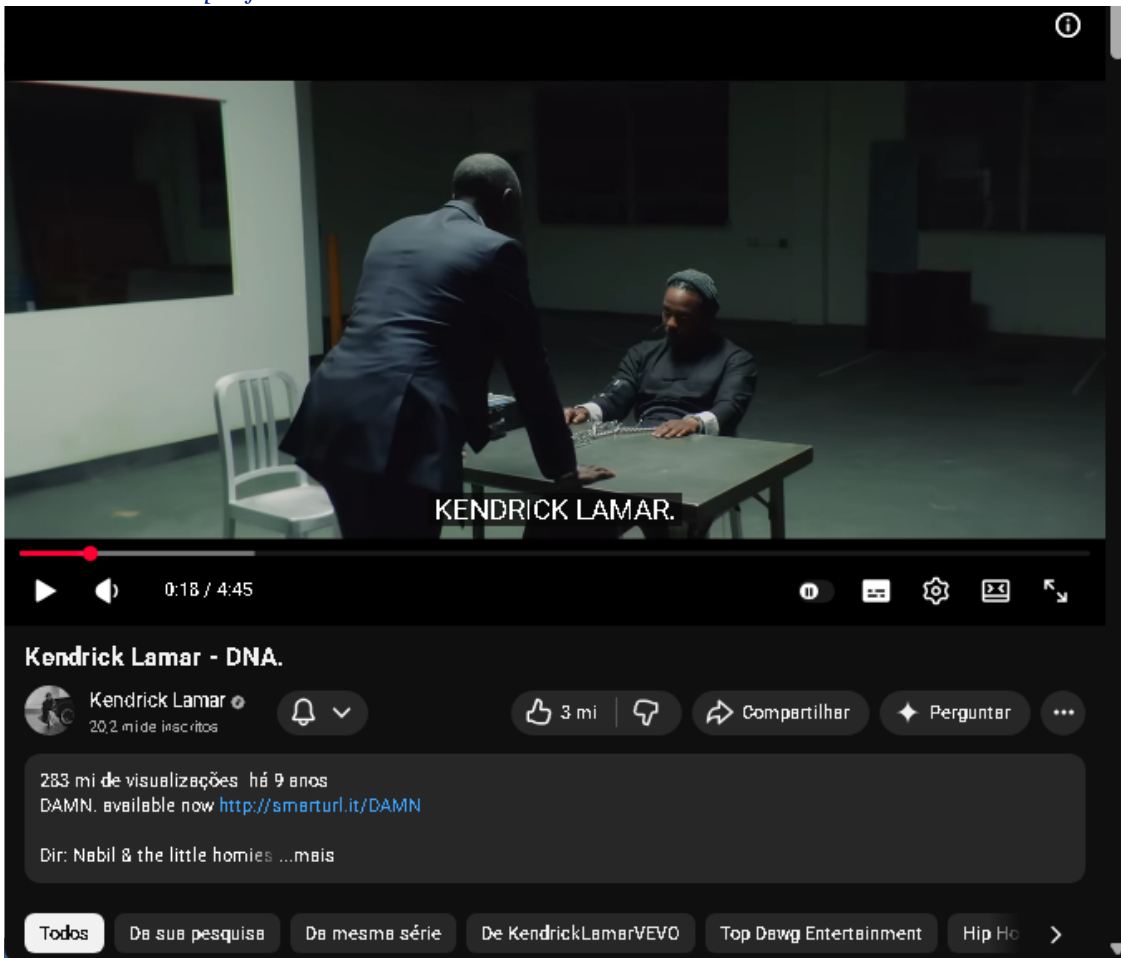 KENDRICK LAMAR.
0:18 / 4:45
Kendrick Lamar - DNA.
Kendrick Lamar
20,2 mi de inscritos
3 mi
Compartilhar
Perguntar
283 mi de visualizações há 9 anos
DAMN. available now http://smarturl.it/DAMN
Dir: Nabil & the little homies ...mais
Todos
Da sua pesquisa
Da mesma série
De KendrickLamarVEVO
Top Dawg Entertainment
Hip Ho